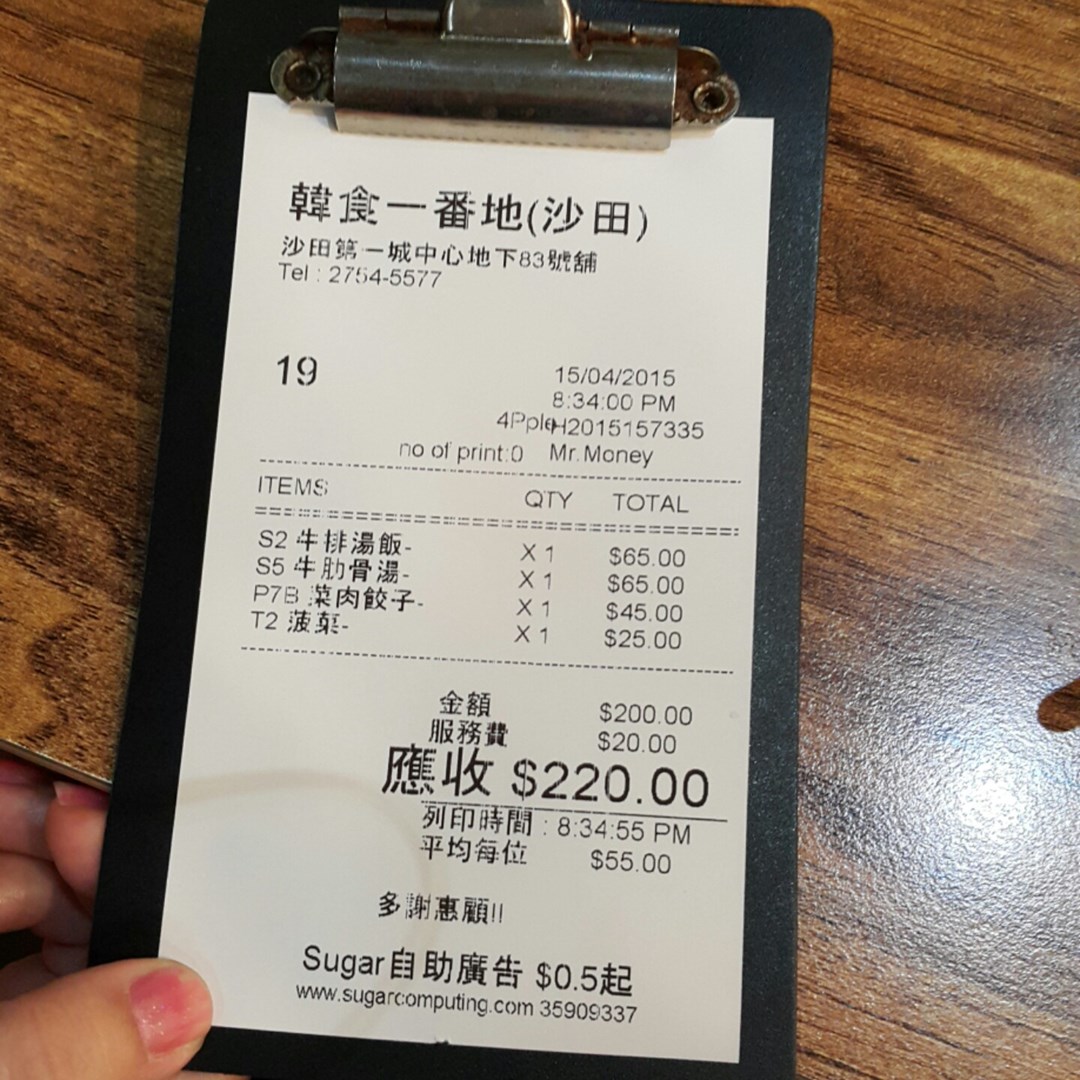 韓食一番地(沙田)
沙田第一城中心地下83號舖
Tel : 2754-5577
19
15/04/2015
8:34:00 PM
4PpleH2015157335
no of print:0 Mr.Money
ITEMS QTY TOTAL
S2 牛排湯飯- X 1 $65.00
S5 牛肋骨湯- X 1 $65.00
P7B 菜肉餃子- X 1 $45.00
T2 菠菜- X 1 $25.00
金額 $200.00
服務費 $20.00
應收 $220.00
列印時間 : 8:34:55 PM
平均每位 $55.00
多謝惠顧!!
Sugar自助廣告 $0.5起
www.sugarcomputing.com 35909337